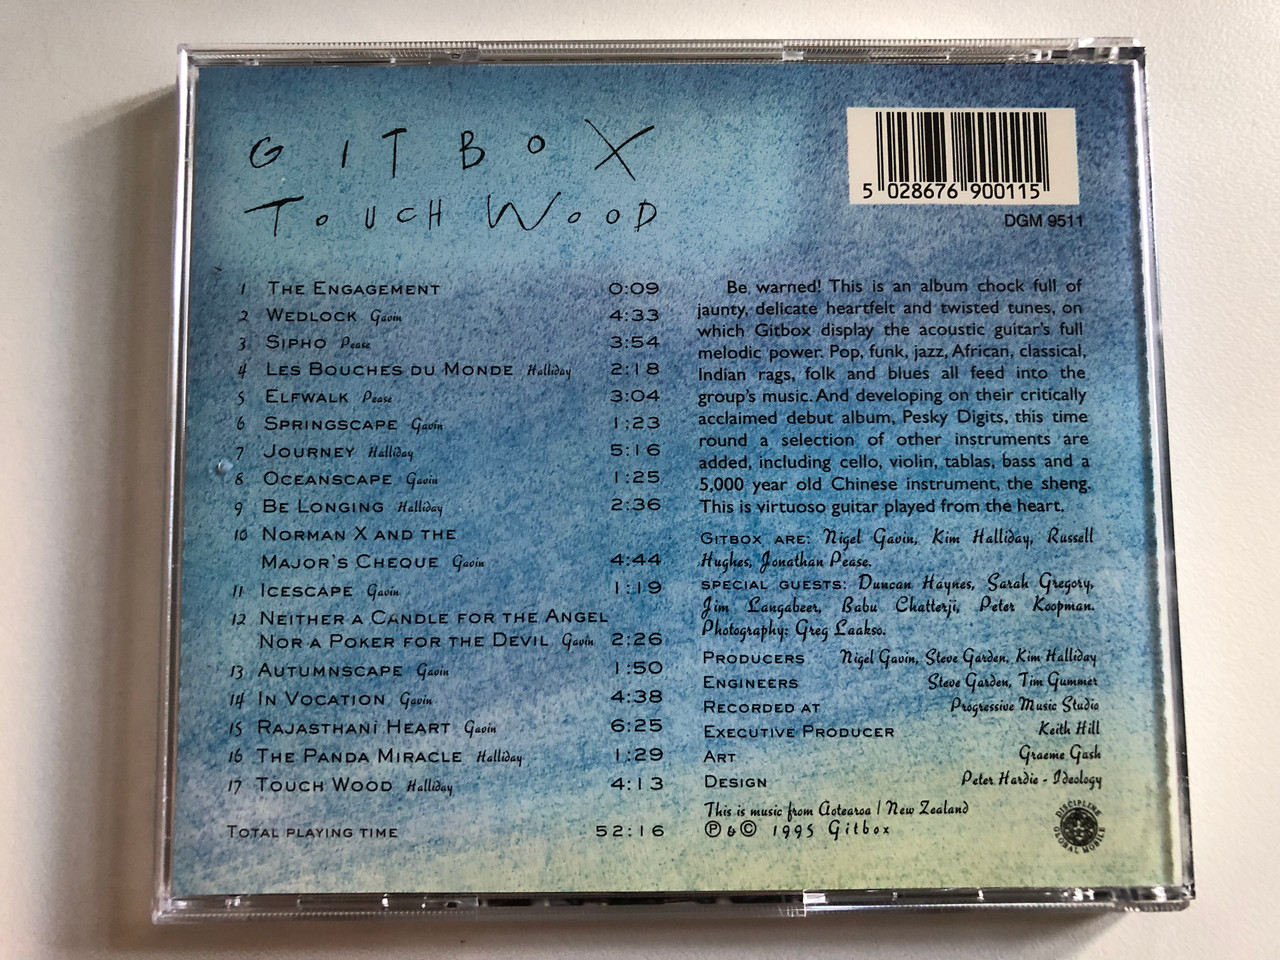 GITBOX
TOUCH WOOD
5 028676 900115
DGM 9511
1 THE ENGAGEMENT 0:09
2 WEDLOCK Gavin 4:33
3 SIPHO Pease 3:54
4 LES BOUCHES DU MONDE Halliday 2:18
5 ELFWALK Pease 3:04
6 SPRINGSCAPE Gavin 1:23
7 JOURNEY Halliday 5:16
8 OCEANSCAPE Gavin 1:25
9 BE LONGING Halliday 2:36
10 NORMAN X AND THE
MAJOR'S CHEQUE Gavin 4:44
11 ICESCAPE Gavin 1:19
12 NEITHER A CANDLE FOR THE ANGEL
NOR A POKER FOR THE DEVIL Gavin 2:26
13 AUTUMNSCAPE Gavin 1:50
14 IN VOCATION Gavin 4:38
15 RAJASTHANI HEART Gavin 6:25
16 THE PANDA MIRACLE Halliday 1:29
17 TOUCH WOOD Halliday 4:13
TOTAL PLAYING TIME 52:16
Be warned! This is an album chock full of
jaunty, delicate heartfelt and twisted tunes, on
which Gitbox display the acoustic guitar's full
melodic power. Pop, funk, jazz, African, classical,
Indian rags, folk and blues all feed into the
group's music. And developing on their critically
acclaimed debut album, Pesky Digits, this time
round a selection of other instruments are
added, including cello, violin, tablas, bass and a
5,000 year old Chinese instrument, the sheng.
This is virtuoso guitar played from the heart.
GITBOX ARE: Nigel Gavin, Kim Halliday, Russell
Hughes, Jonathan Pease.
SPECIAL GUESTS: Duncan Haynes, Sarah Gregory,
Jim Langabeer, Babu Chatterji, Peter Koopman.
Photography: Greg Laakso.
PRODUCERS Nigel Gavin, Steve Garden, Kim Halliday
ENGINEERS Steve Garden, Tim Gummer
RECORDED AT Progressive Music Studio
EXECUTIVE PRODUCER Keith Hill
ART Graeme Gash
DESIGN Peter Hardie - Ideology
This is music from Aotearoa / New Zealand
℗ & © 1995 Gitbox
DISCIPLINE
GLOBAL MOBILE